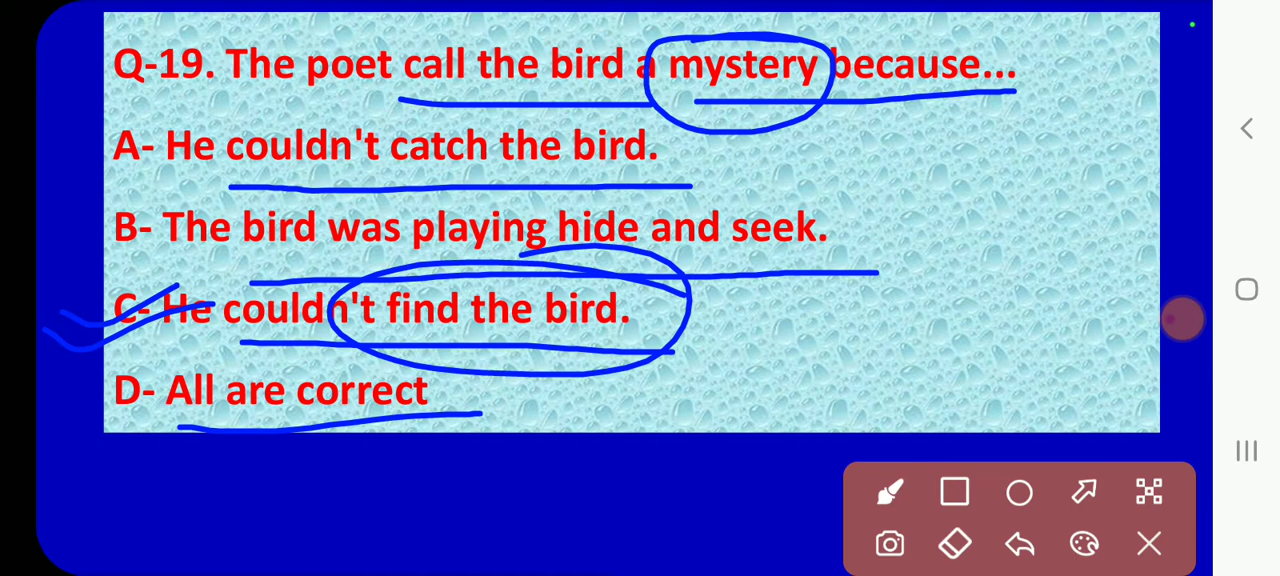 Q-19. The poet call the bird a mystery because...
A- He couldn't catch the bird.
B- The bird was playing hide and seek.
C- He couldn't find the bird.
D- All are correct